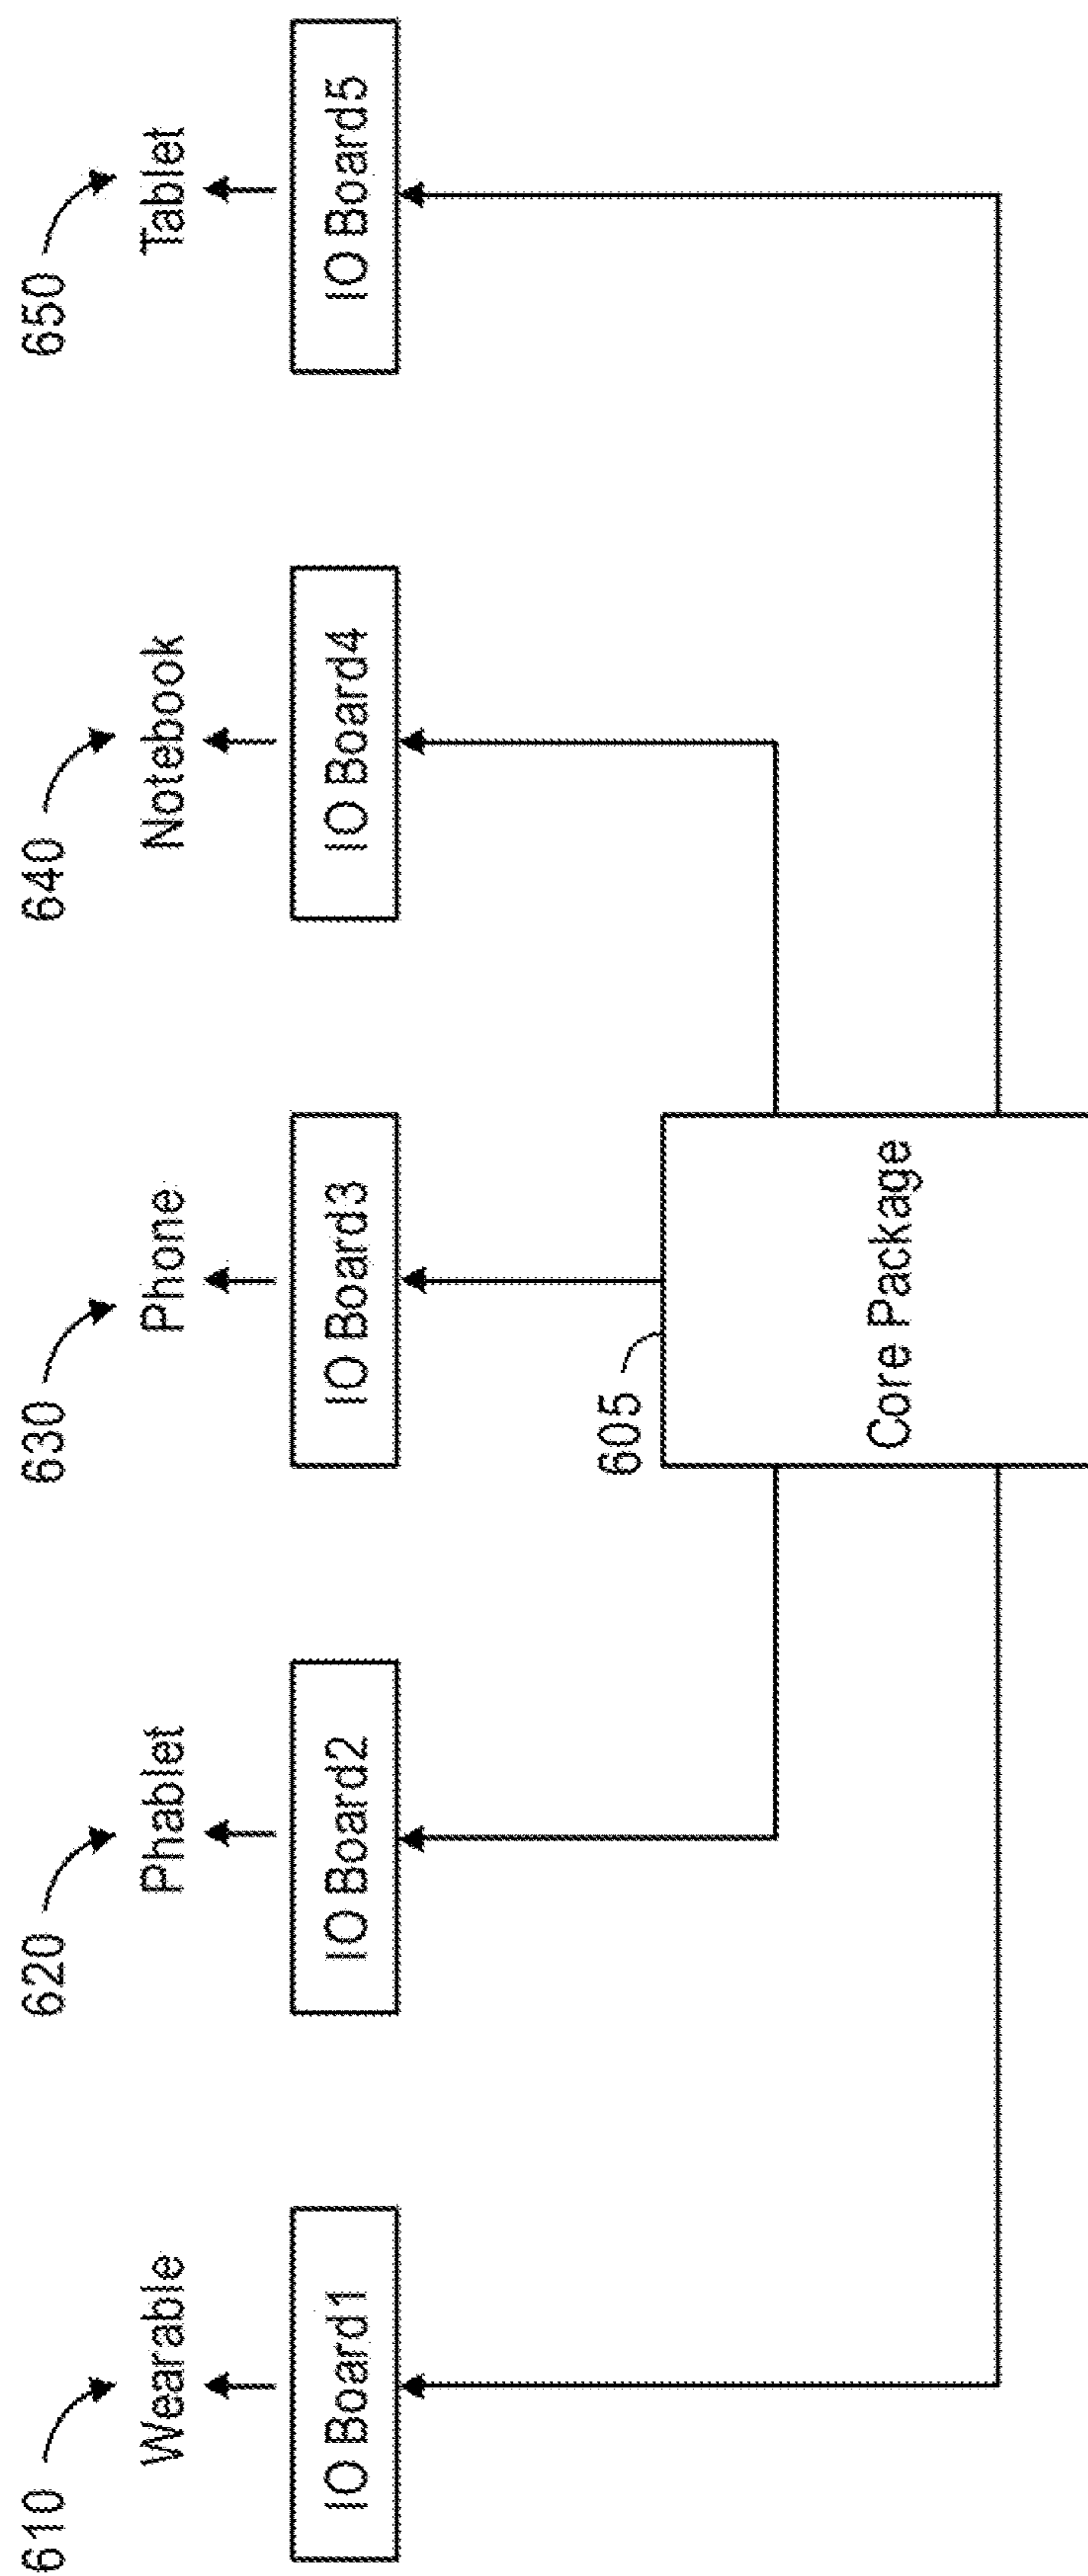 610
620
630
640
650
Wearable
Phablet
Phone
Notebook
Tablet
IO Board1
IO Board2
IO Board3
IO Board4
IO Board5
605
Core Package